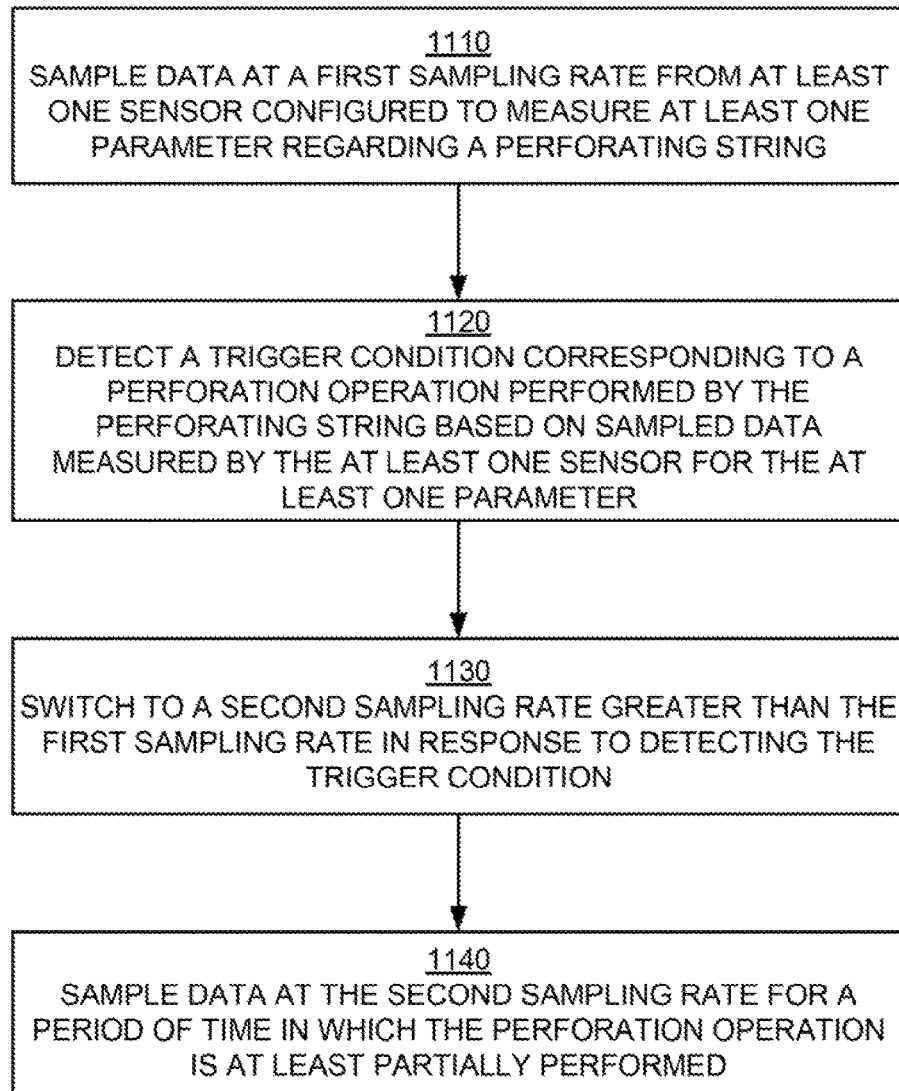 1110
SAMPLE DATA AT A FIRST SAMPLING RATE FROM AT LEAST
ONE SENSOR CONFIGURED TO MEASURE AT LEAST ONE
PARAMETER REGARDING A PERFORATING STRING
1120
DETECT A TRIGGER CONDITION CORRESPONDING TO A
PERFORATION OPERATION PERFORMED BY THE
PERFORATING STRING BASED ON SAMPLED DATA
MEASURED BY THE AT LEAST ONE SENSOR FOR THE AT
LEAST ONE PARAMETER
1130
SWITCH TO A SECOND SAMPLING RATE GREATER THAN THE
FIRST SAMPLING RATE IN RESPONSE TO DETECTING THE
TRIGGER CONDITION
1140
SAMPLE DATA AT THE SECOND SAMPLING RATE FOR A
PERIOD OF TIME IN WHICH THE PERFORATION OPERATION
IS AT LEAST PARTIALLY PERFORMED